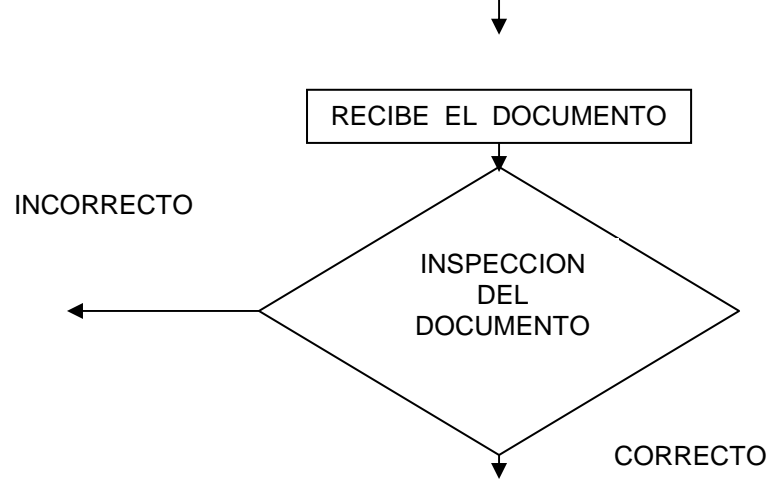 RECIBE EL DOCUMENTO
INCORRECTO
INSPECCION
DEL
DOCUMENTO
CORRECTO